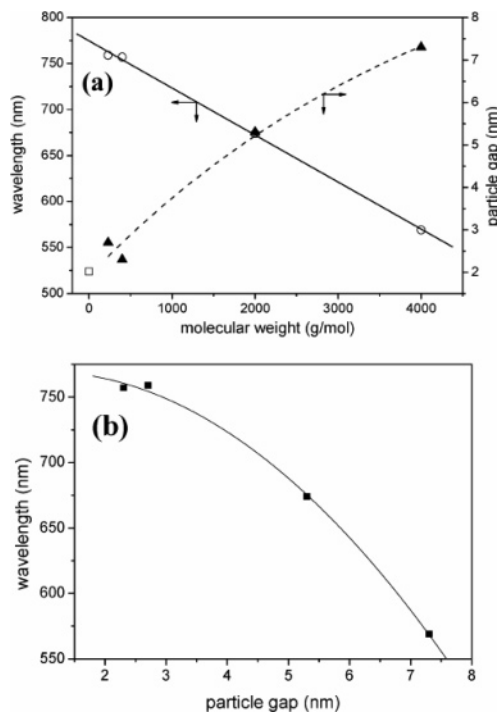 800
750
700
650
600
550
500
wavelength (nm)
(a)
8
7
6
5
4
3
2
particle gap (nm)
0 1000 2000 3000 4000
molecular weight (g/mol)
750
700
650
600
550
wavelength (nm)
(b)
2 3 4 5 6 7 8
particle gap (nm)